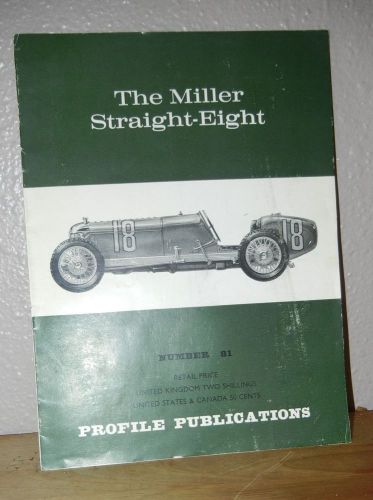 The Miller
Straight-Eight
18
18
NUMBER 81
RETAIL PRICE
UNITED KINGDOM TWO SHILLINGS
UNITED STATES & CANADA 50 CENTS
PROFILE PUBLICATIONS